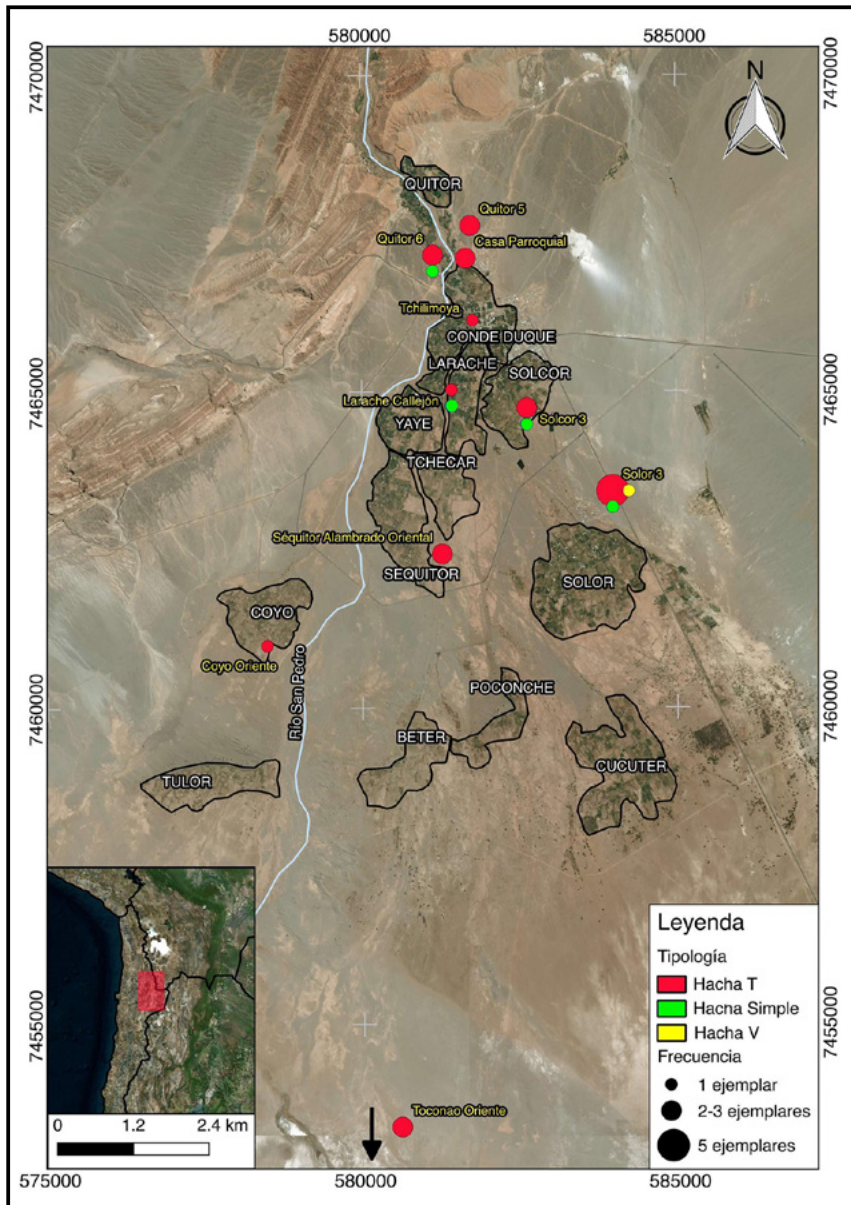 580000
585000
7470000
7470000
N
QUITOR
Quitor 5
Quitor 6
Casa Parroquial
Tchilimoya
CONDE DUQUE
LARACHE
SOLCOR
7465000
7465000
Larache Callejón
YAYE
Solcor 3
TCHECAR
Solor 3
Séquitor Alambrado Oriental
SEQUITOR
SOLOR
COYO
Coyo Oriente
Río San Pedro
POCONCHE
7460000
7460000
BETER
CUCUTER
TULOR
Leyenda
Tipología
Hacha T
Hacna Simple
Hacha V
Frecuencia
1 ejemplar
2-3 ejemplares
5 ejemplares
7455000
7455000
Toconao Oriente
0 1.2 2.4 km
575000
580000
585000